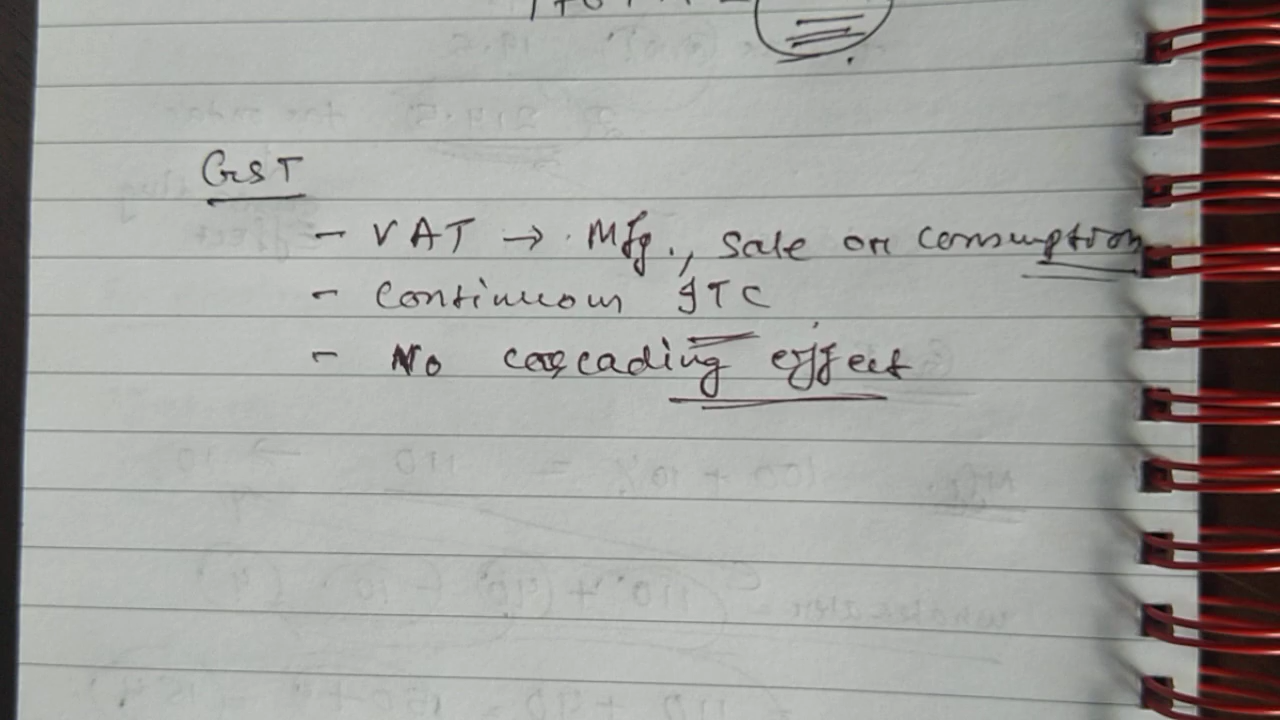 GST
- VAT → Mfg., Sale or consumption
- Continuous ITC
- No cascading effect